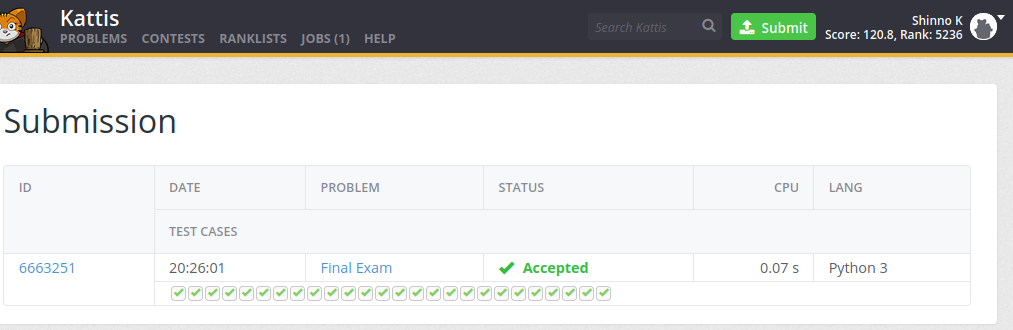 Kattis
PROBLEMS CONTESTS RANKLISTS JOBS (1) HELP
Search Kattis
Submit
Shinno K
Score: 120.8, Rank: 5236
Submission
ID DATE PROBLEM STATUS CPU LANG
TEST CASES
6663251 20:26:01 Final Exam Accepted 0.07 s Python 3